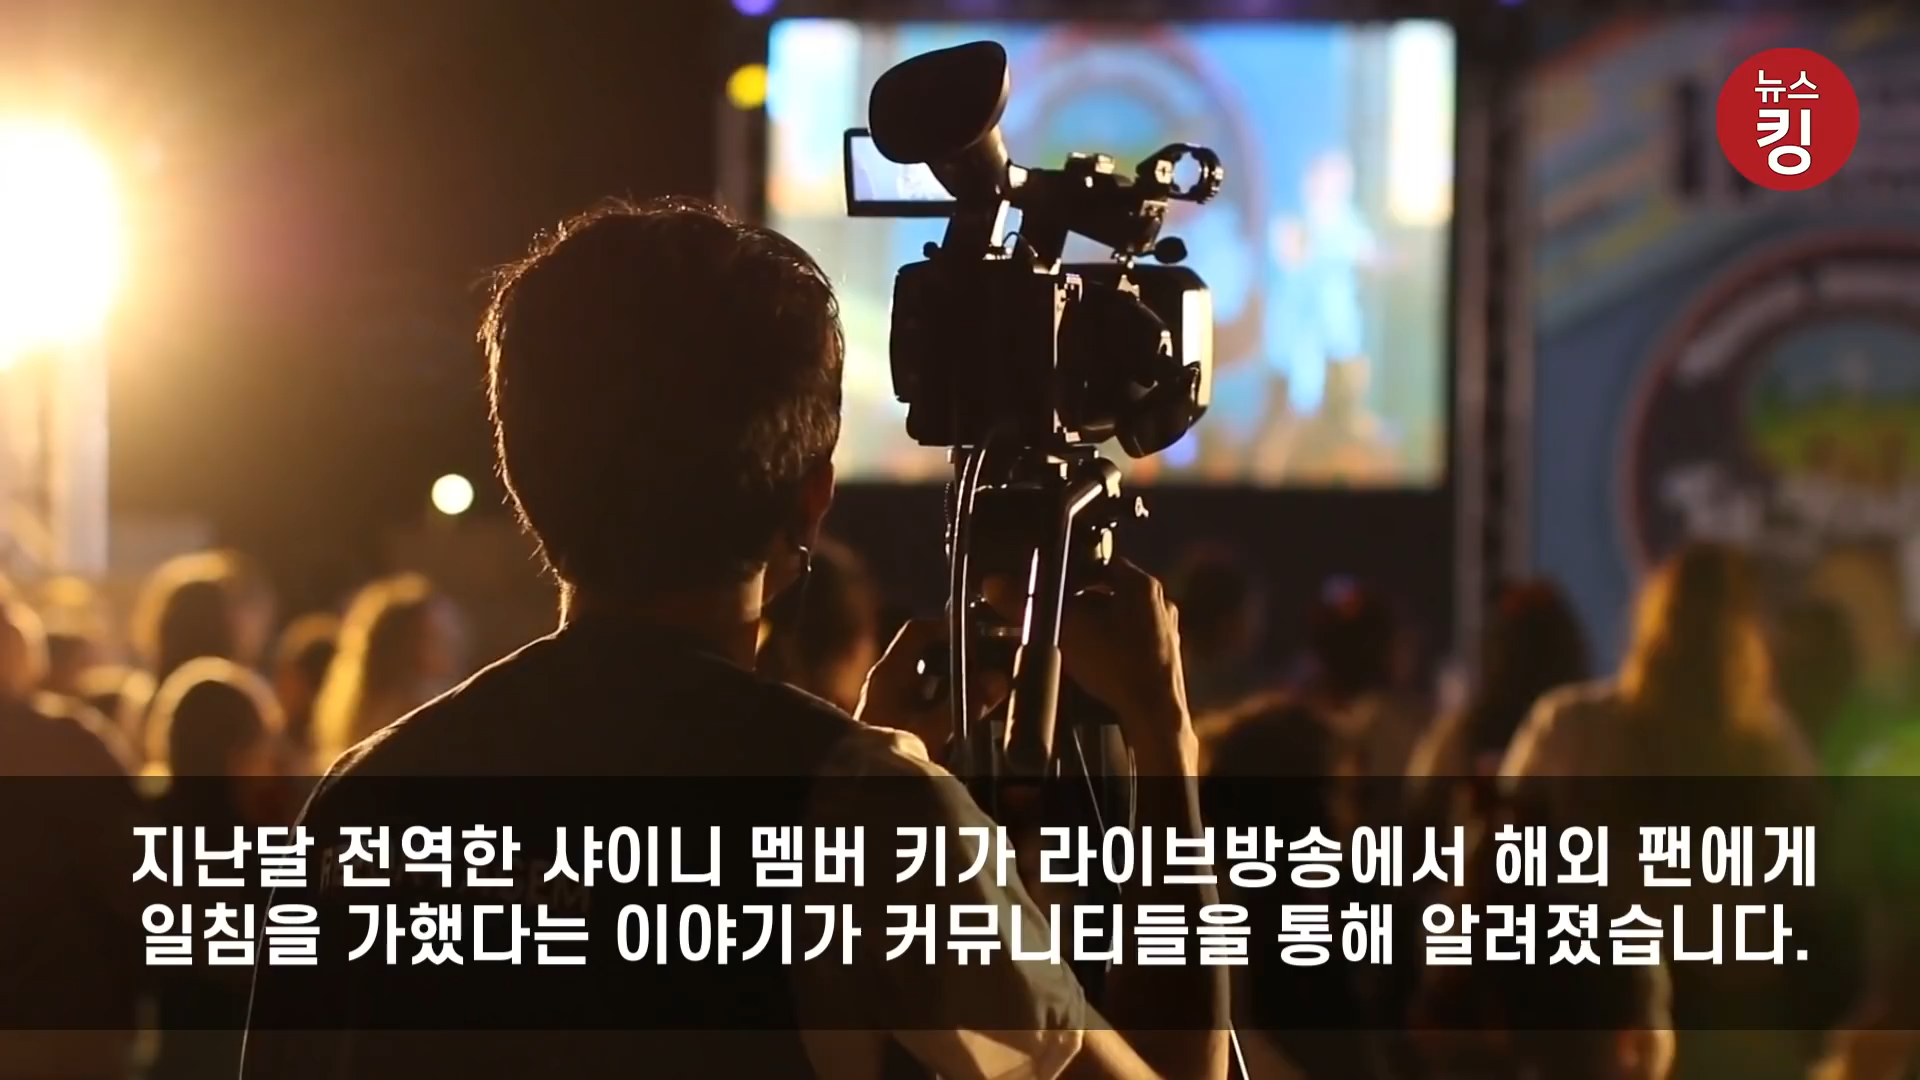 뉴스
킹
지난달 전역한 샤이니 멤버 키가 라이브방송에서 해외 팬에게
일침을 가했다는 이야기가 커뮤니티들을 통해 알려졌습니다.